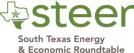 steer
South Texas Energy
& Economic Roundtable